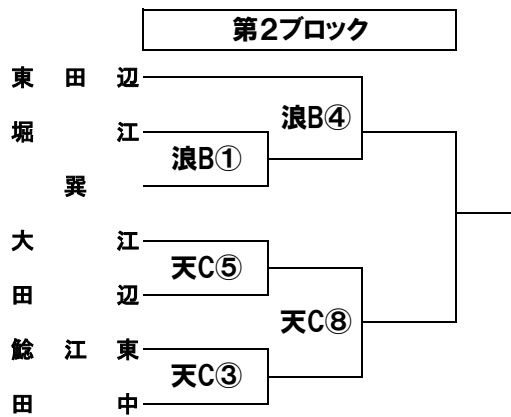 第2ブロック
東田辺
浪B④
堀江
浪B①
巽
大江
天C⑤
田辺
天C⑧
鯰江東
天C③
田中